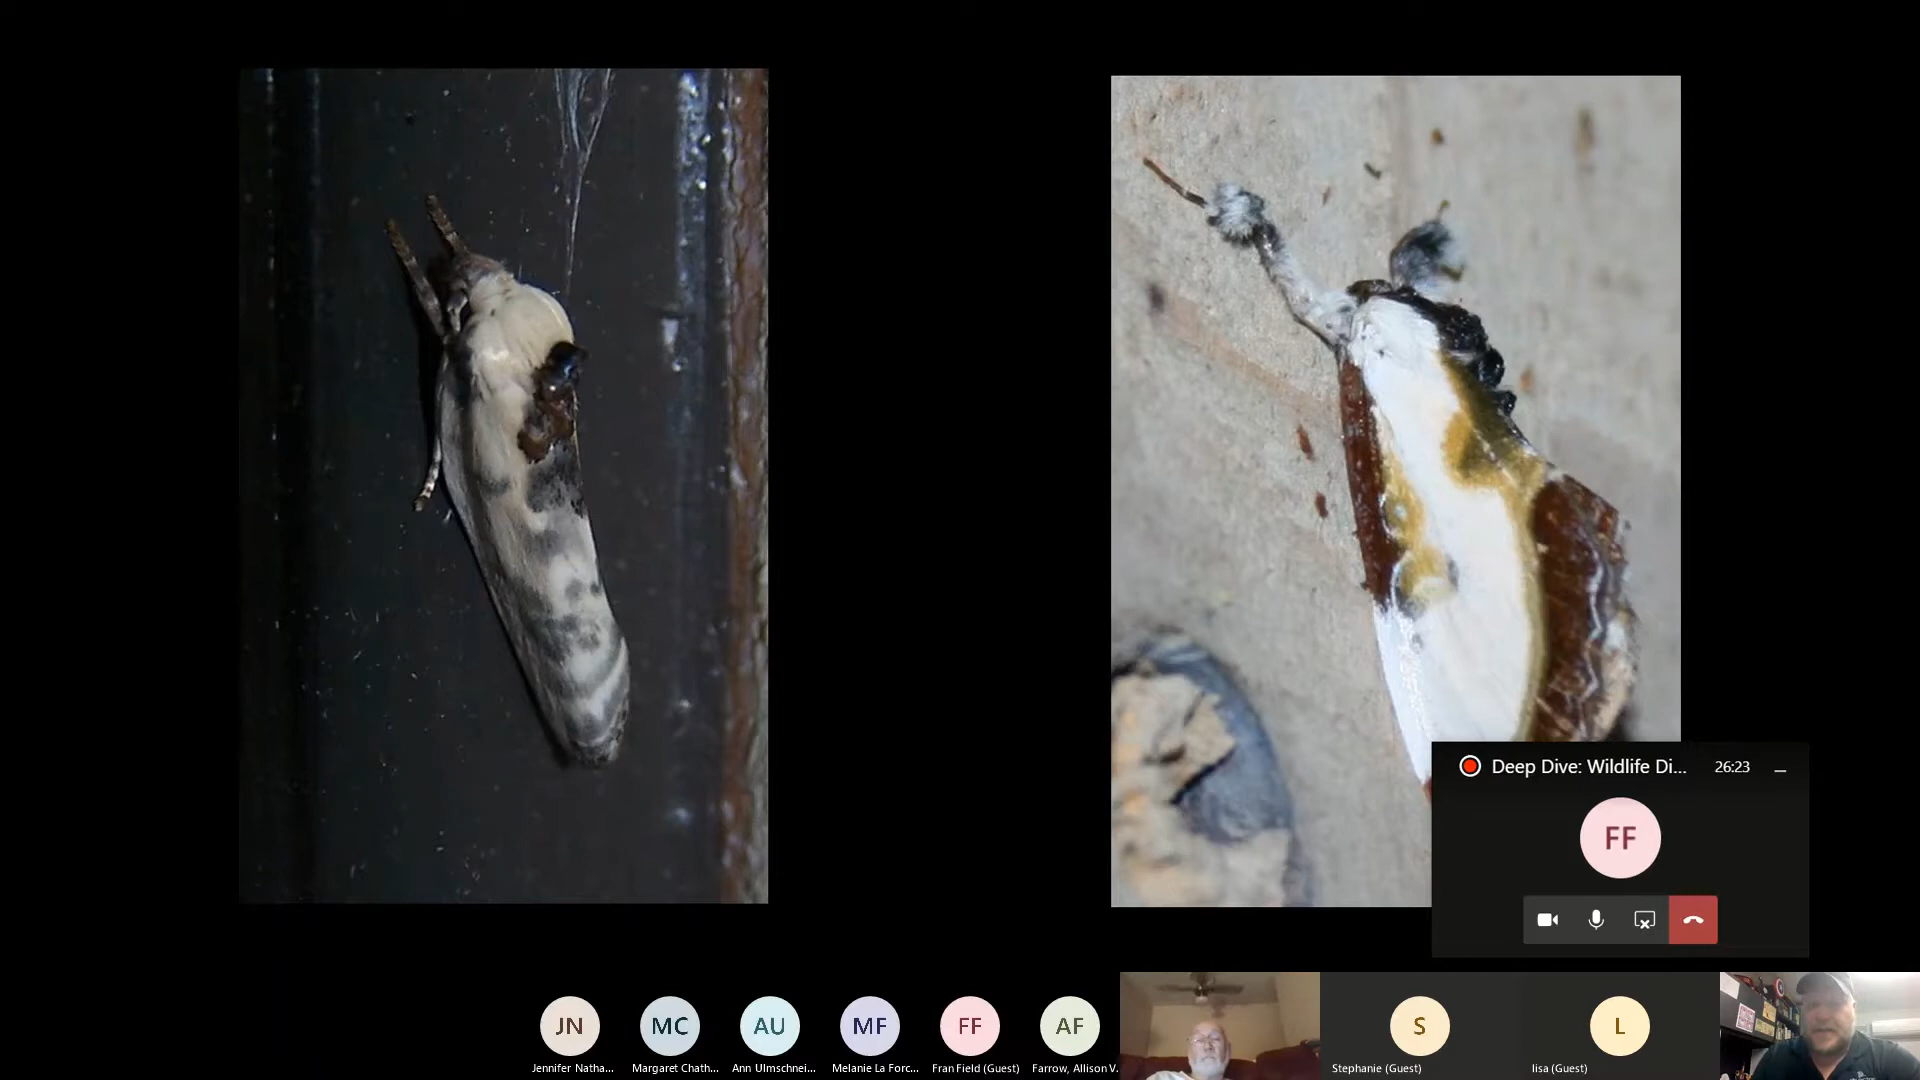 Deep Dive: Wildlife Di...
26:23
FF
JN
MC
AU
MF
FF
AF
S
L
Jennifer Natha...
Margaret Chath...
Ann Ulmschnei...
Melanie La Forc...
Fran Field (Guest)
Farrow, Allison V.
Stephanie (Guest)
lisa (Guest)